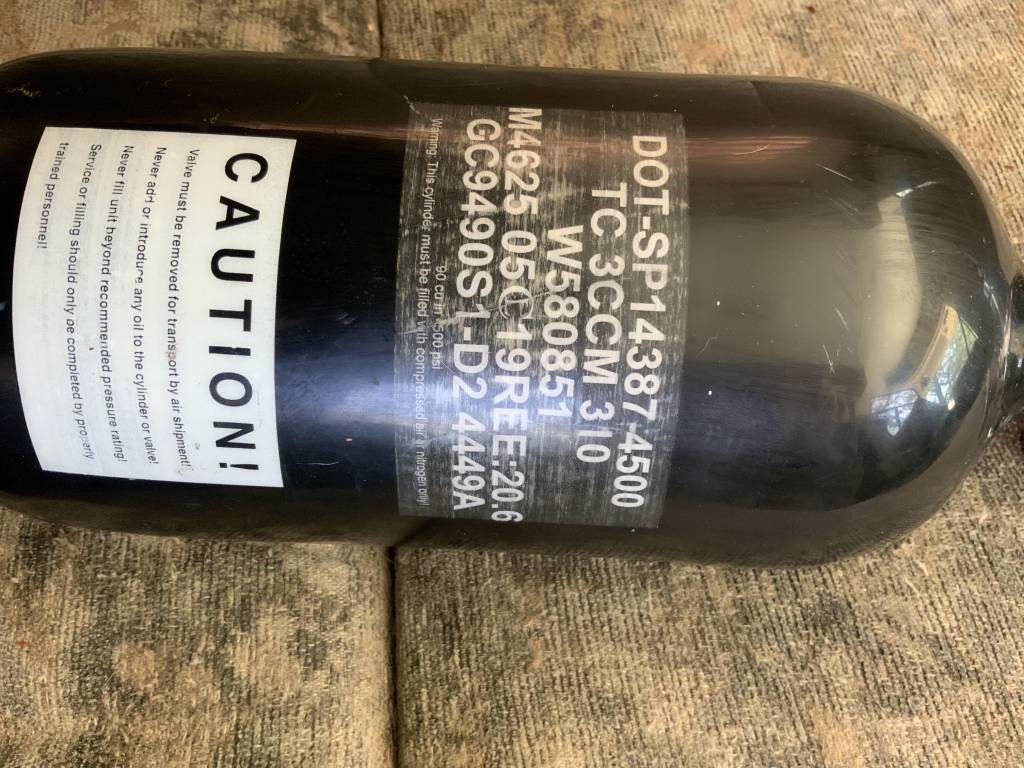 DOT-SP14387-4500
TC-3CCM 310
W580851
M4625 05C19REE:20.6
GC9490S1-D2 4449A
90 cu in 4500 psi
Warning: This cylinder must be filled with compressed air or nitrogen only!
CAUTION!
Valve must be removed for transport by air shipment!
Never add or introduce any oil to the cylinder or valve!
Never fill unit beyond recommended pressure rating!
Service or filling should only be completed by properly
trained personnel!